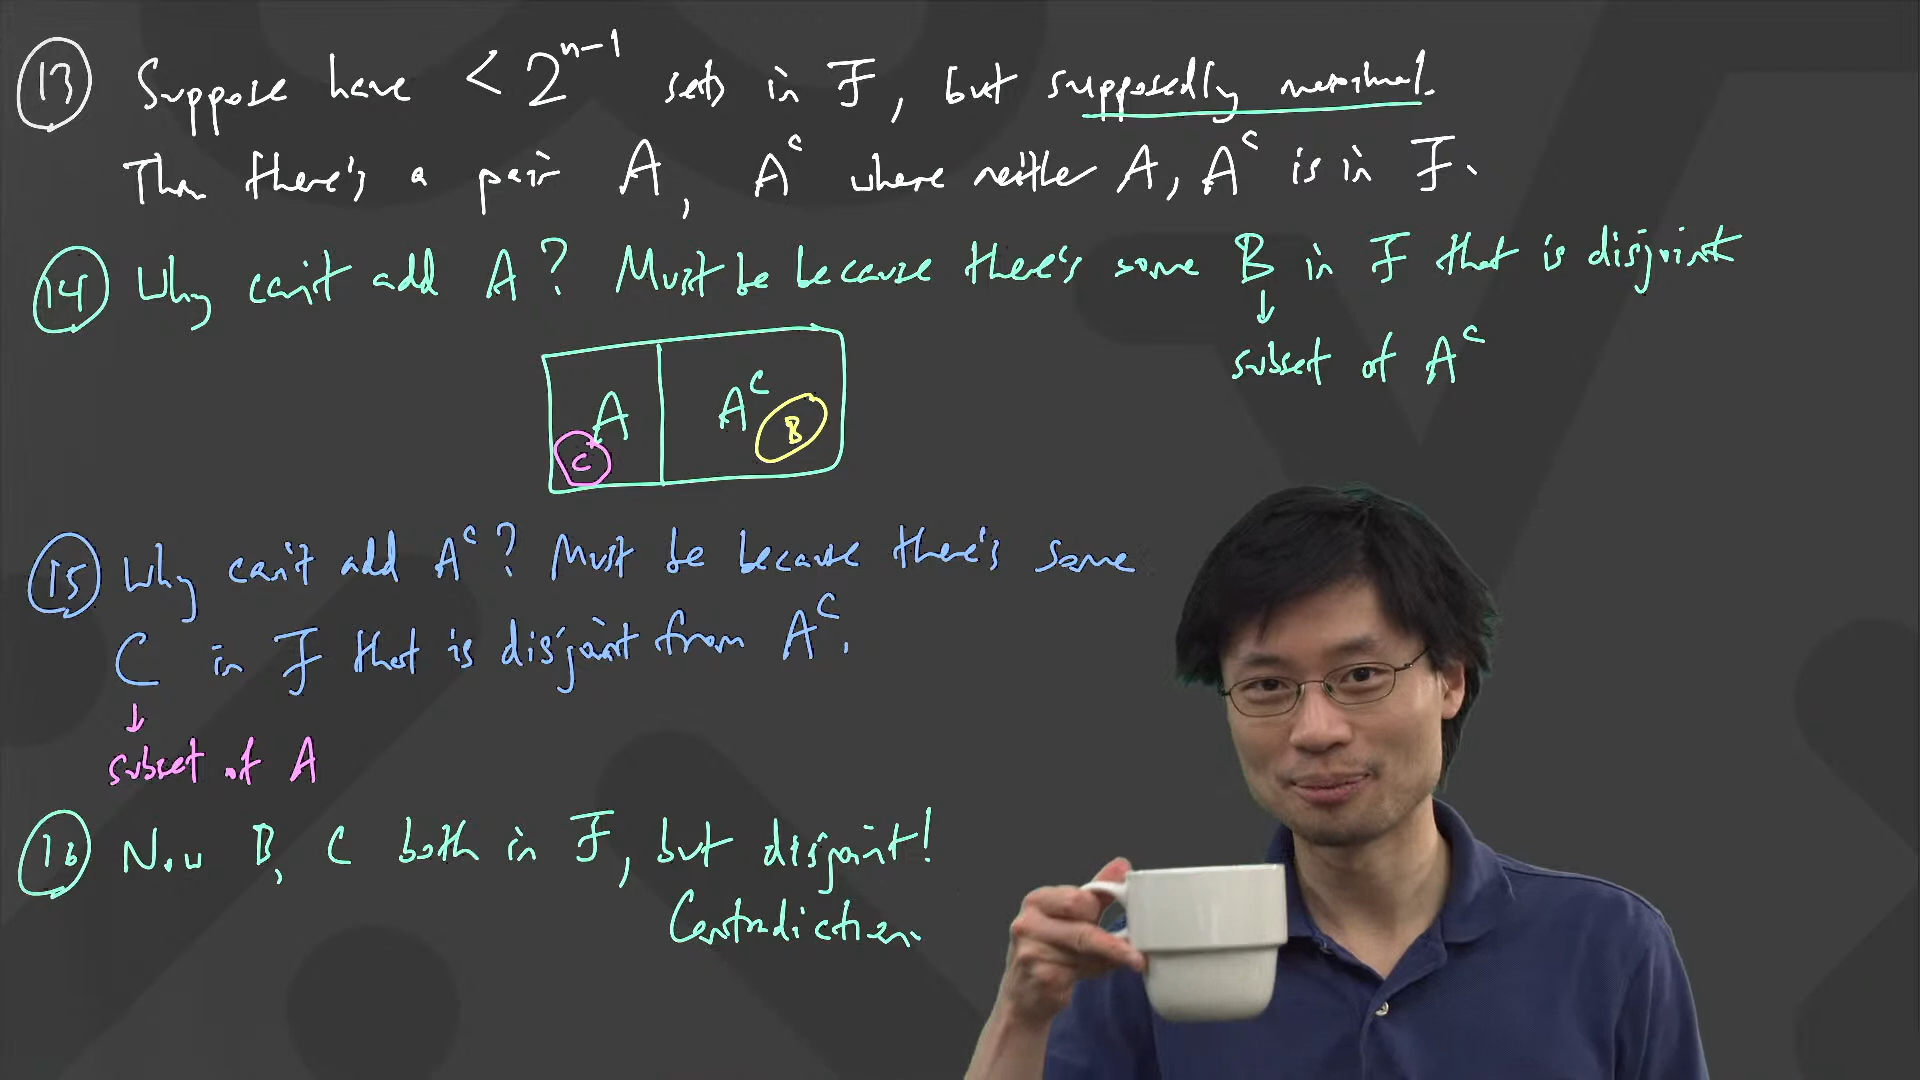 13 Suppose have < 2^{n-1} sets in F, but supposedly maximal.
Then there's a pair A, A^c where neither A, A^c is in F.
14 Why can't add A? Must be because there's some B in F that is disjoint
↓
subset of A^c
A A^c
B
C
15 Why can't add A^c? Must be because there's some
C in F that is disjoint from A^c.
↓
subset of A
16 Now B, C both in F, but disjoint!
Contradiction.